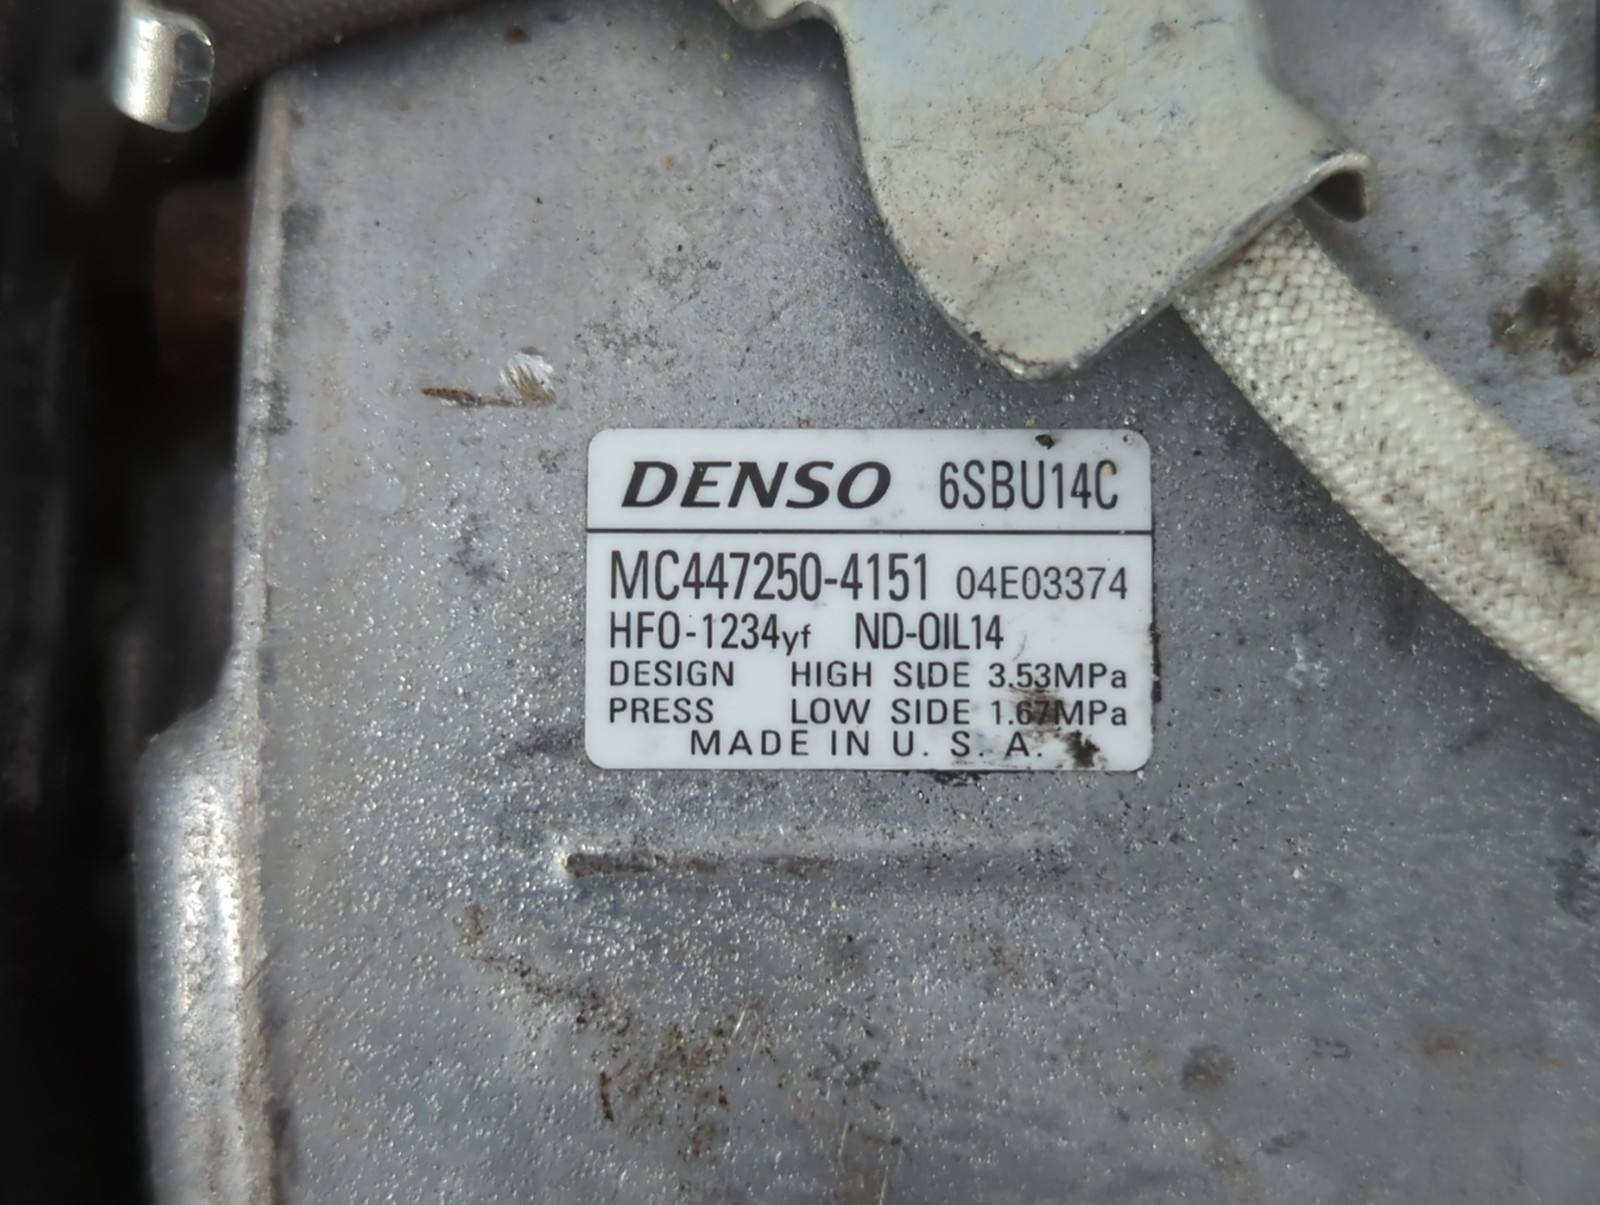 DENSO 6SBU14C
MC447250-4151 04E03374
HFO-1234yf ND-OIL14
DESIGN HIGH SIDE 3.53MPa
PRESS LOW SIDE 1.67MPa
MADE IN U. S. A.